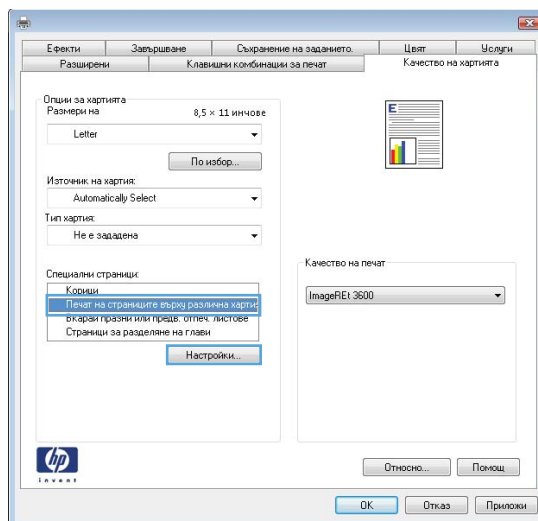 Ефекти Завършване Съхранение на заданието. Цвят Услуги
Разширени Клавишни комбинации за печат Качество на хартията
Опции за хартията
Размери на 8,5 × 11 инчове
Letter
По избор...
Източник на хартия:
Automatically Select
Тип хартия:
Не е зададена
Специални страници:
Корици
Печат на страниците върху различна харти
Вкарай празни или предв. отпеч. листове
Страници за разделяне на глави
Настройки...
E
Качество на печат
ImageREt 3600
hp
invent
Относно... Помощ
OK Отказ Приложи